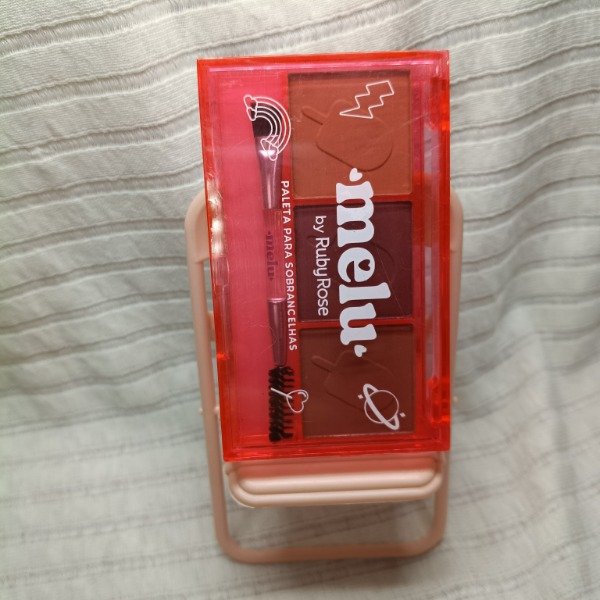 melu
by RubyRose
PALETA PARA SOBRANCELHAS
melu